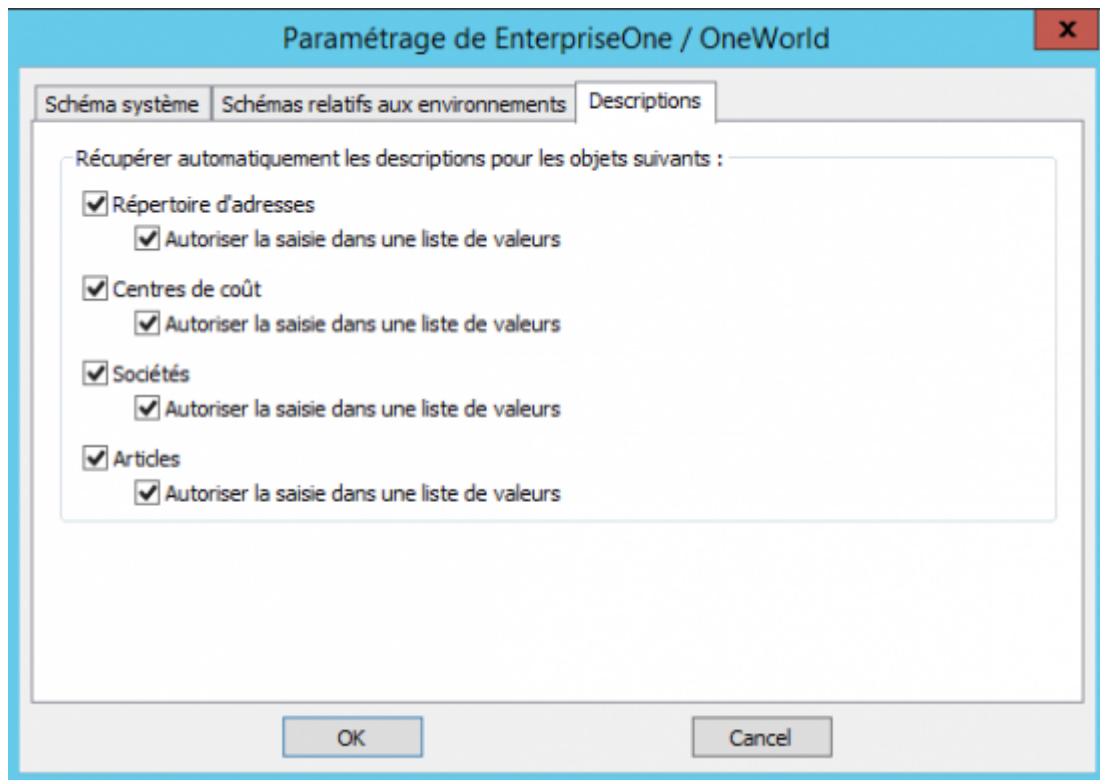 Paramétrage de EnterpriseOne / OneWorld
x
Schéma système
Schémas relatifs aux environnements
Descriptions
Récupérer automatiquement les descriptions pour les objets suivants :
Répertoire d'adresses
Autoriser la saisie dans une liste de valeurs
Centres de coût
Autoriser la saisie dans une liste de valeurs
Sociétés
Autoriser la saisie dans une liste de valeurs
Articles
Autoriser la saisie dans une liste de valeurs
OK
Cancel